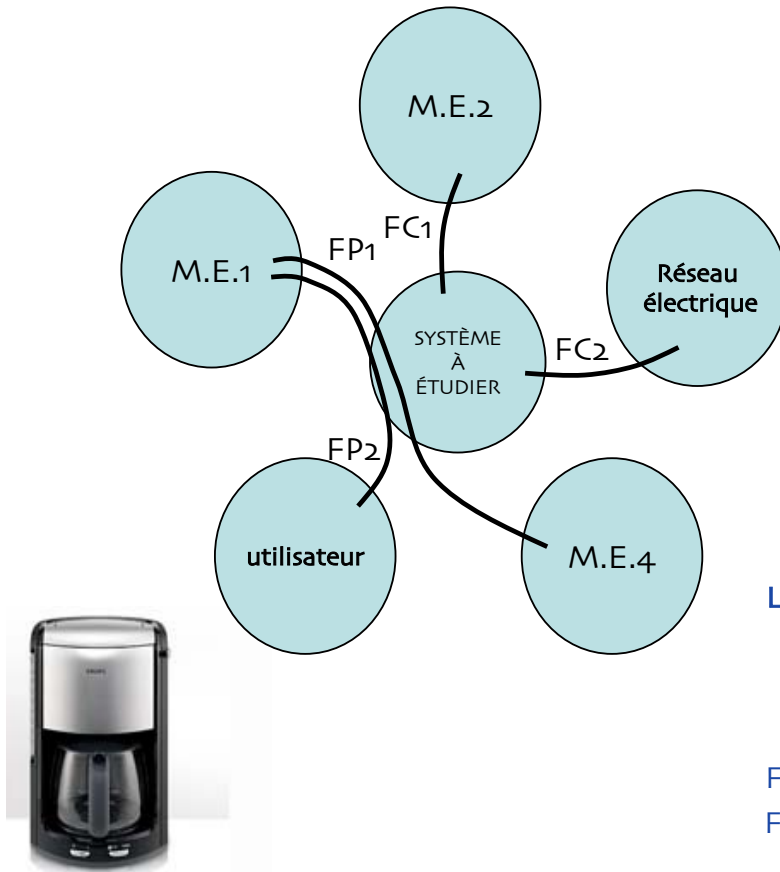 M.E.2
M.E.1
FP1
FC1
Réseau
électrique
SYSTÈME
À
ÉTUDIER
FC2
FP2
utilisateur
M.E.4
L
F
F